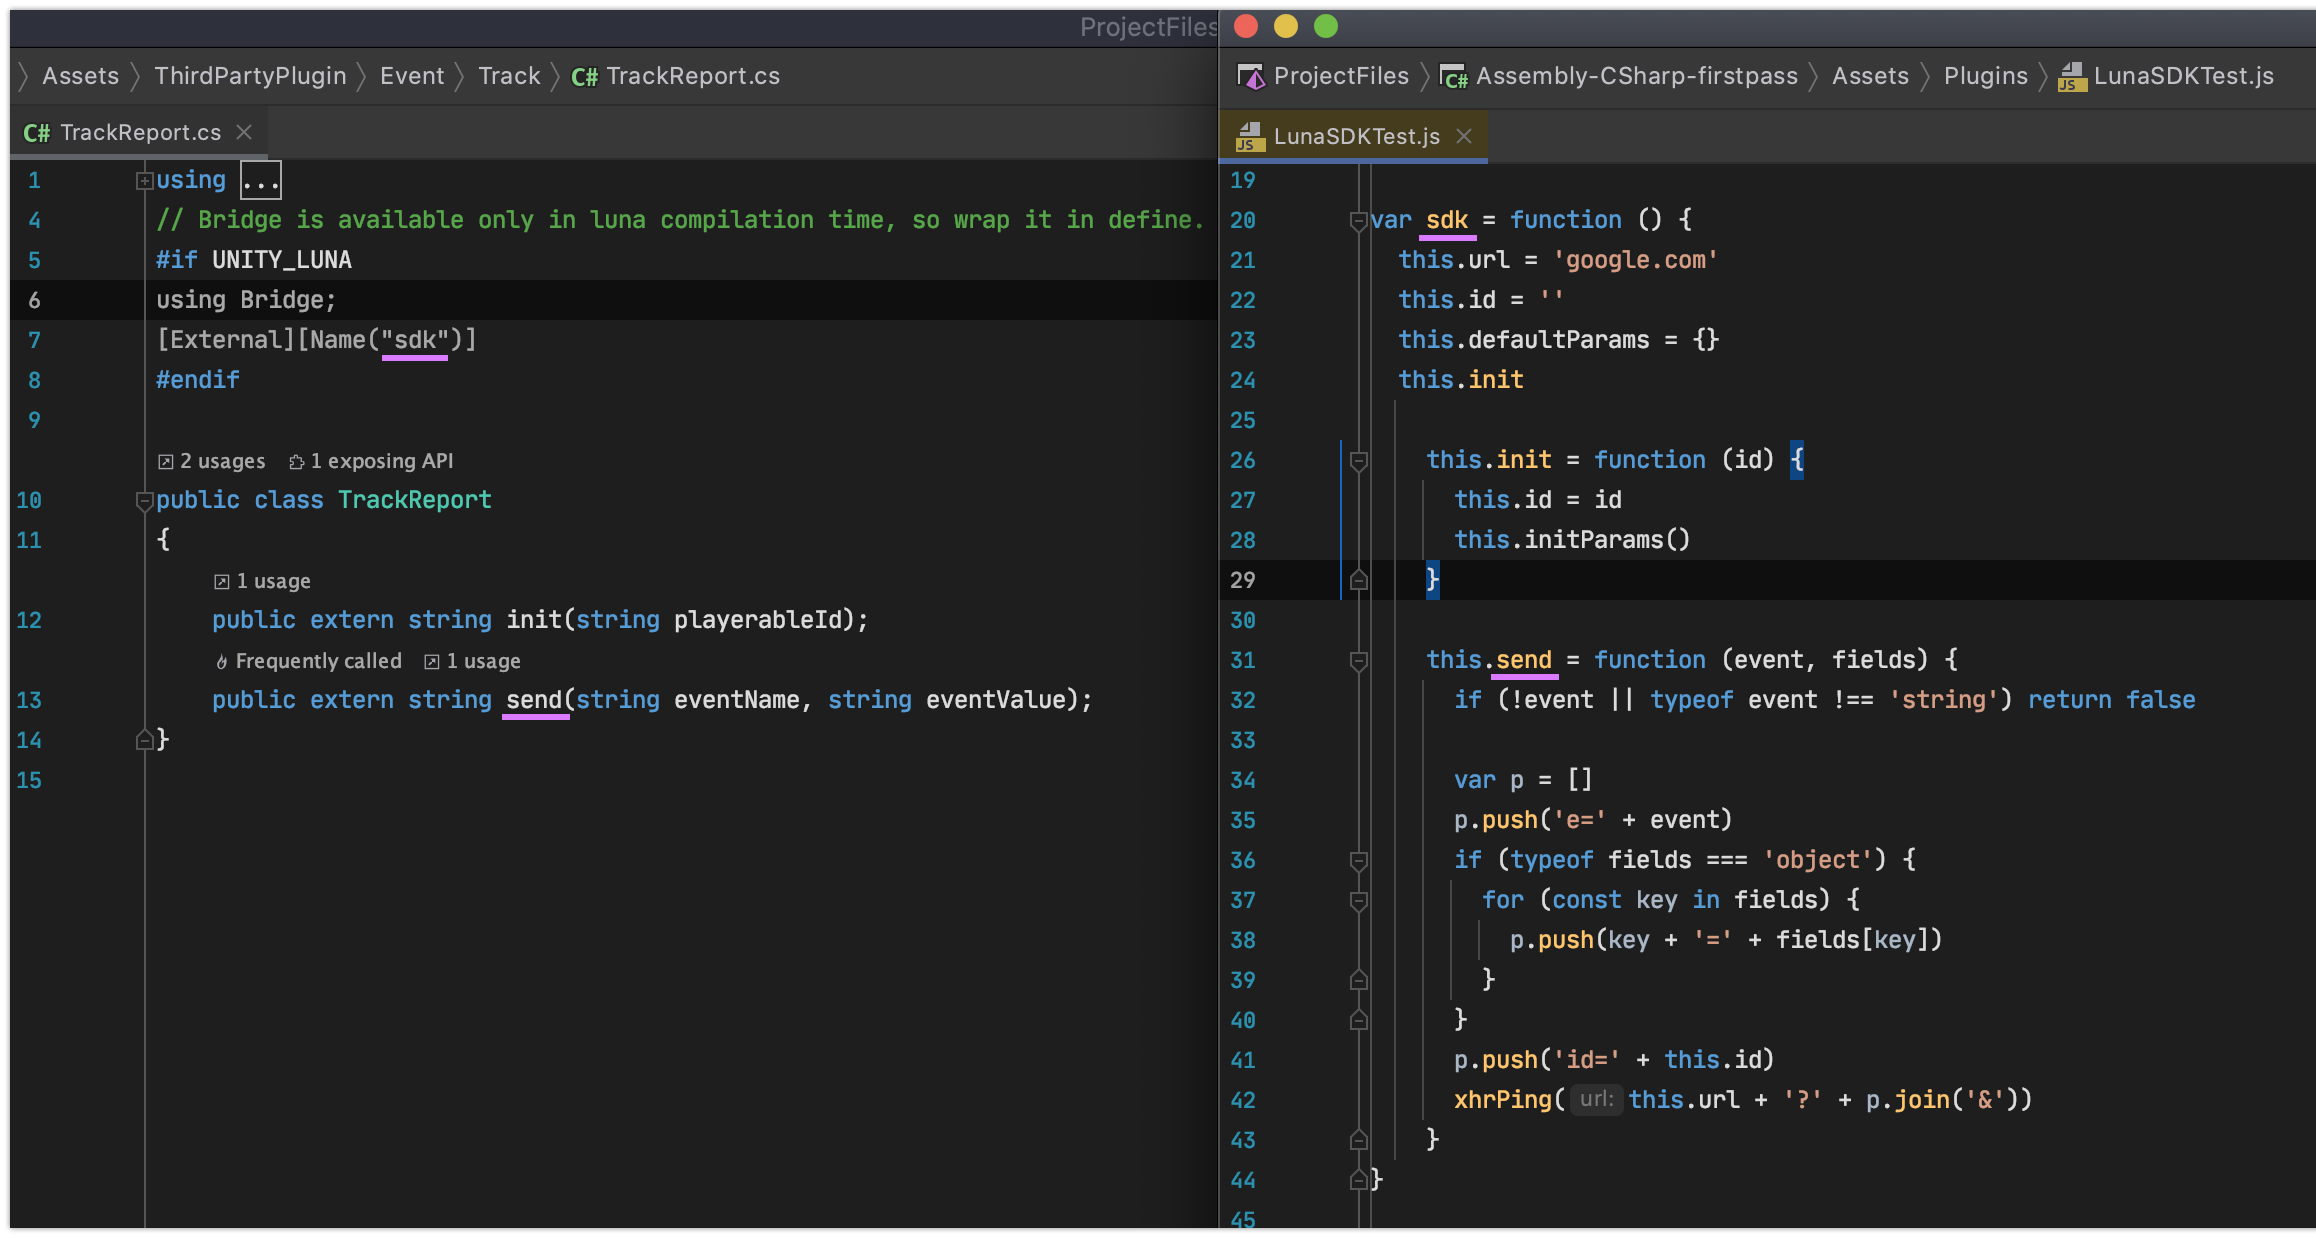 ProjectFiles
Assets ThirdPartyPlugin Event Track C# TrackReport.cs
C# TrackReport.cs
1 using ...
4 // Bridge is available only in luna compilation time, so wrap it in define.
5 #if UNITY_LUNA
6 using Bridge;
7 [External][Name("sdk")]
8 #endif
9
2 usages 1 exposing API
10 public class TrackReport
11 {
1 usage
12 public extern string init(string playerableId);
Frequently called 1 usage
13 public extern string send(string eventName, string eventValue);
14 }
15
ProjectFiles C# Assembly-CSharp-firstpass Assets Plugins JS LunaSDKTest.js
JS LunaSDKTest.js
19
20 var sdk = function () {
21 this.url = 'google.com'
22 this.id = ''
23 this.defaultParams = {}
24 this.init
25
26 this.init = function (id) {
27 this.id = id
28 this.initParams()
29 }
30
31 this.send = function (event, fields) {
32 if (!event || typeof event !== 'string') return false
33
34 var p = []
35 p.push('e=' + event)
36 if (typeof fields === 'object') {
37 for (const key in fields) {
38 p.push(key + '=' + fields[key])
39 }
40 }
41 p.push('id=' + this.id)
42 xhrPing( url: this.url + '?' + p.join('&'))
43 }
44 }
45